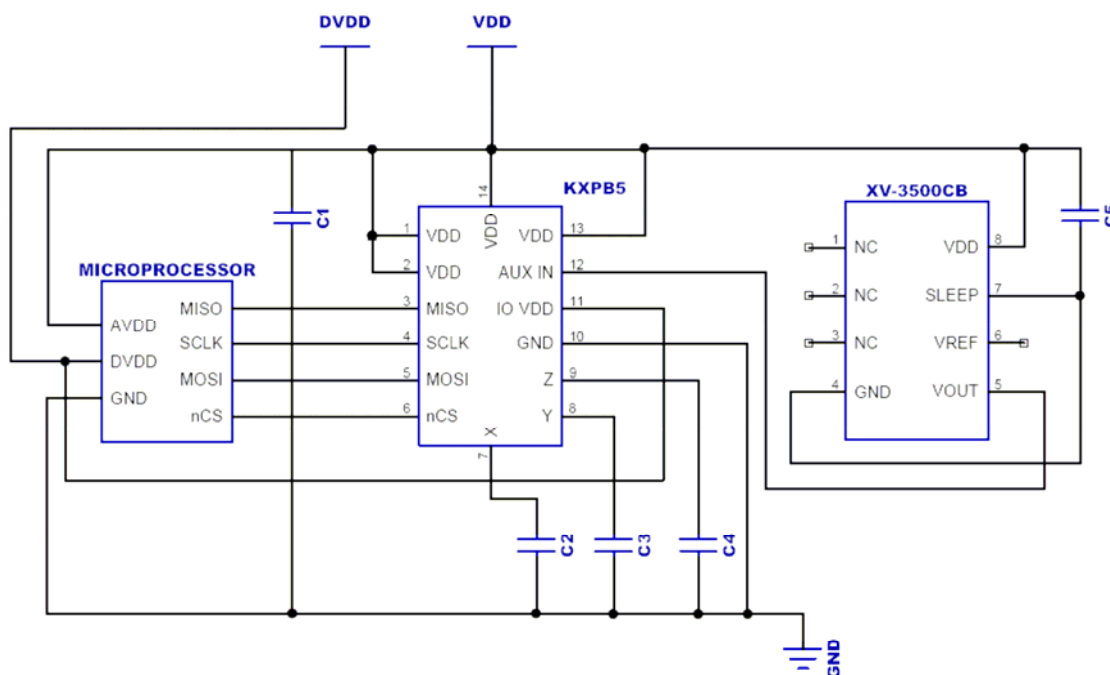 DVDD
VDD
KXPB5
XV-3500CB
MICROPROCESSOR
C1
C5
14
VDD
1
VDD
VDD
13
2
VDD
AUX IN
12
3
MISO
IO VDD
11
4
SCLK
GND
10
5
MOSI
Z
9
6
nCS
Y
8
X
7
AVDD
MISO
DVDD
SCLK
GND
MOSI
nCS
1
NC
VDD
8
2
NC
SLEEP
7
3
NC
VREF
6
4
GND
VOUT
5
C2
C3
C4
GND